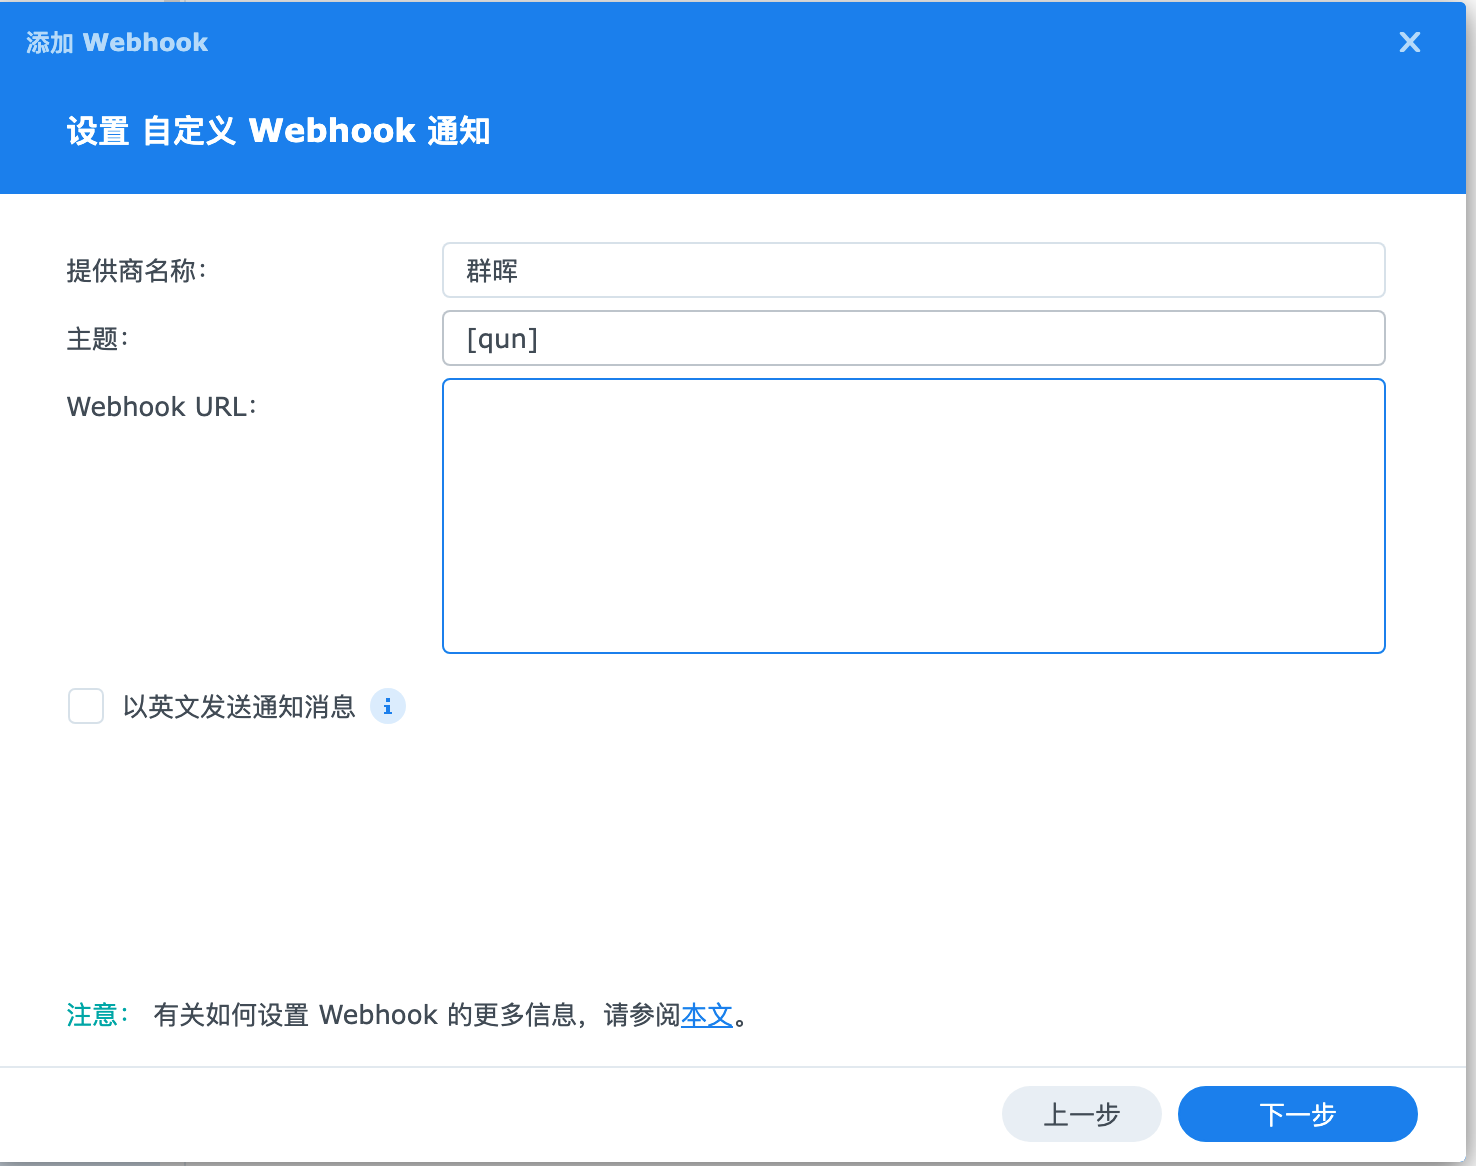 添加 Webhook
设置 自定义 Webhook 通知
提供商名称：
群晖
主题：
[qun]
Webhook URL：
以英文发送通知消息
注意： 有关如何设置 Webhook 的更多信息，请参阅本文。
上一步
下一步